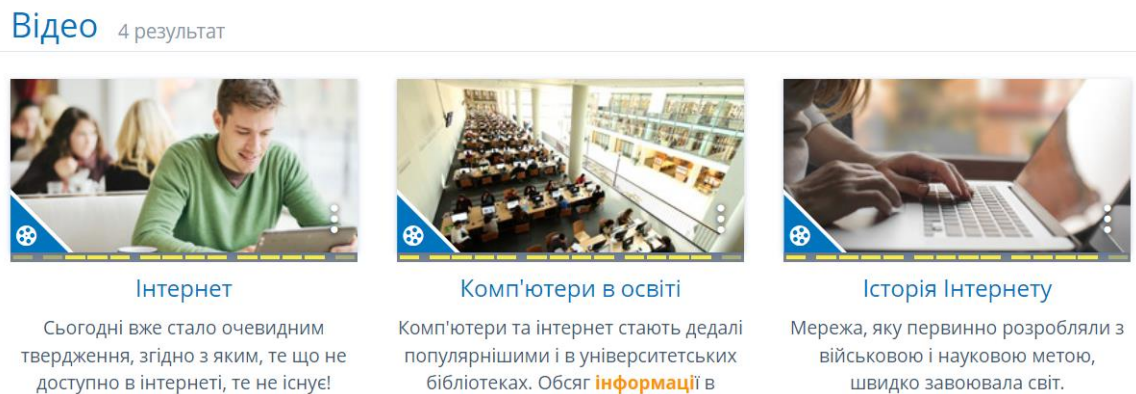 Відео 4 результат
Інтернет
Сьогодні вже стало очевидним
твердження, згідно з яким, те що не
доступно в інтернеті, те не існує!
Комп'ютери в освіті
Комп'ютери та інтернет стають дедалі
популярнішими і в університетських
бібліотеках. Обсяг інформації в
Історія Інтернету
Мережа, яку первинно розробляли з
військовою і науковою метою,
швидко завоювала світ.